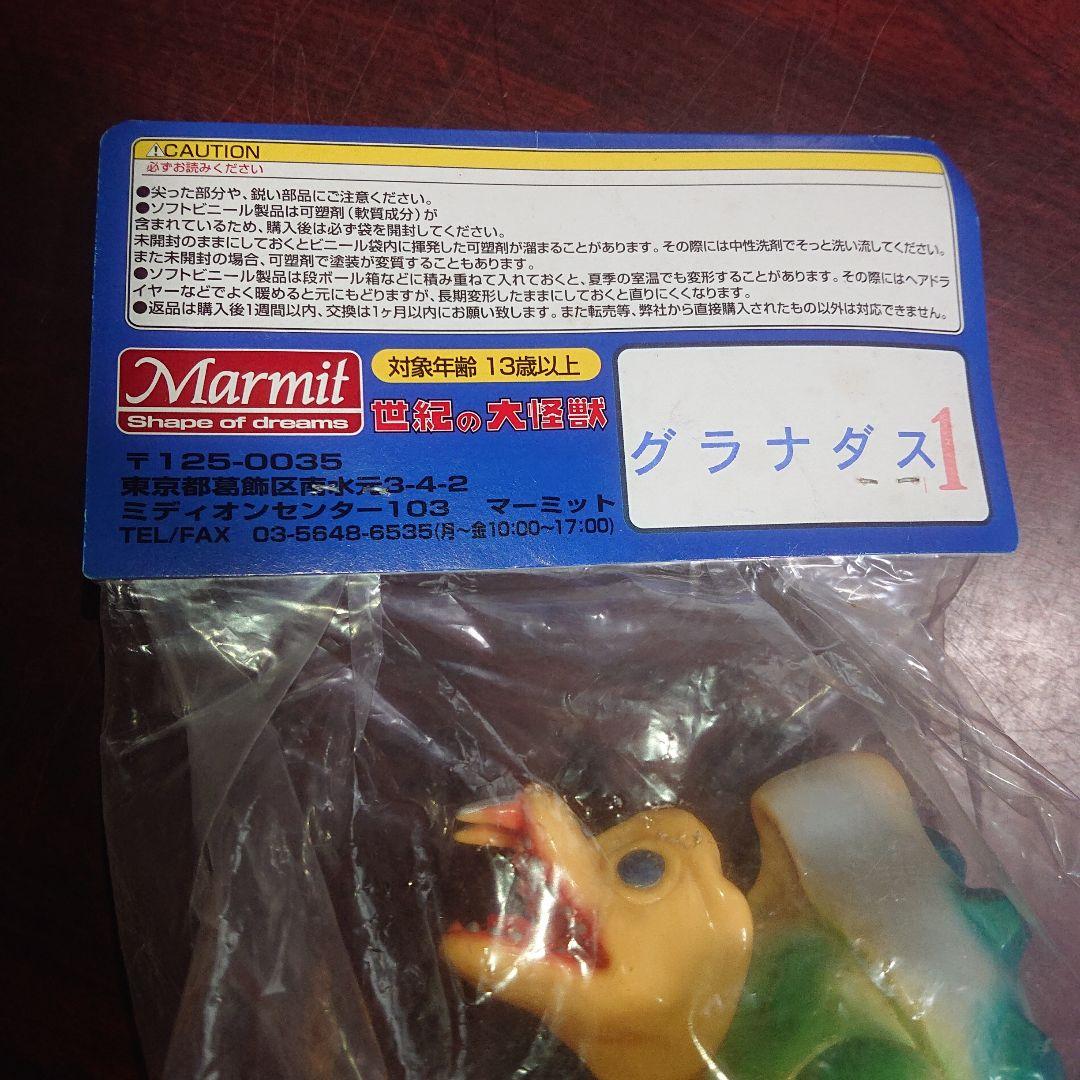 CAUTION
必ずお読みください
●尖った部分や、鋭い部品にご注意ください。
●ソフトビニール製品は可塑剤(軟質成分)が
含まれているため、購入後は必ず袋を開封してください。
未開封のままにしておくとビニール袋内に揮発した可塑剤が溜まることがあります。その際には中性洗剤でそっと洗い流してください。
また未開封の場合、可塑剤で塗装が変質することもあります。
●ソフトビニール製品は段ボール箱などに積み重ねて入れておくと、夏季の室温でも変形することがあります。その際にはヘアドラ
イヤーなどでよく暖めると元にもどりますが、長期変形したままにしておくと直りにくくなります。
●返品は購入後1週間以内、交換は1ヶ月以内にお願い致します。また転売等、弊社から直接購入されたもの以外は対応できません。
Marmit
Shape of dreams
対象年齢 13歳以上
世紀の大怪獣
〒125-0035
東京都葛飾区南水元3-4-2
ミディオンセンター103 マーミット
TEL/FAX 03-5648-6535(月〜金10:00〜17:00)
グラナダス1